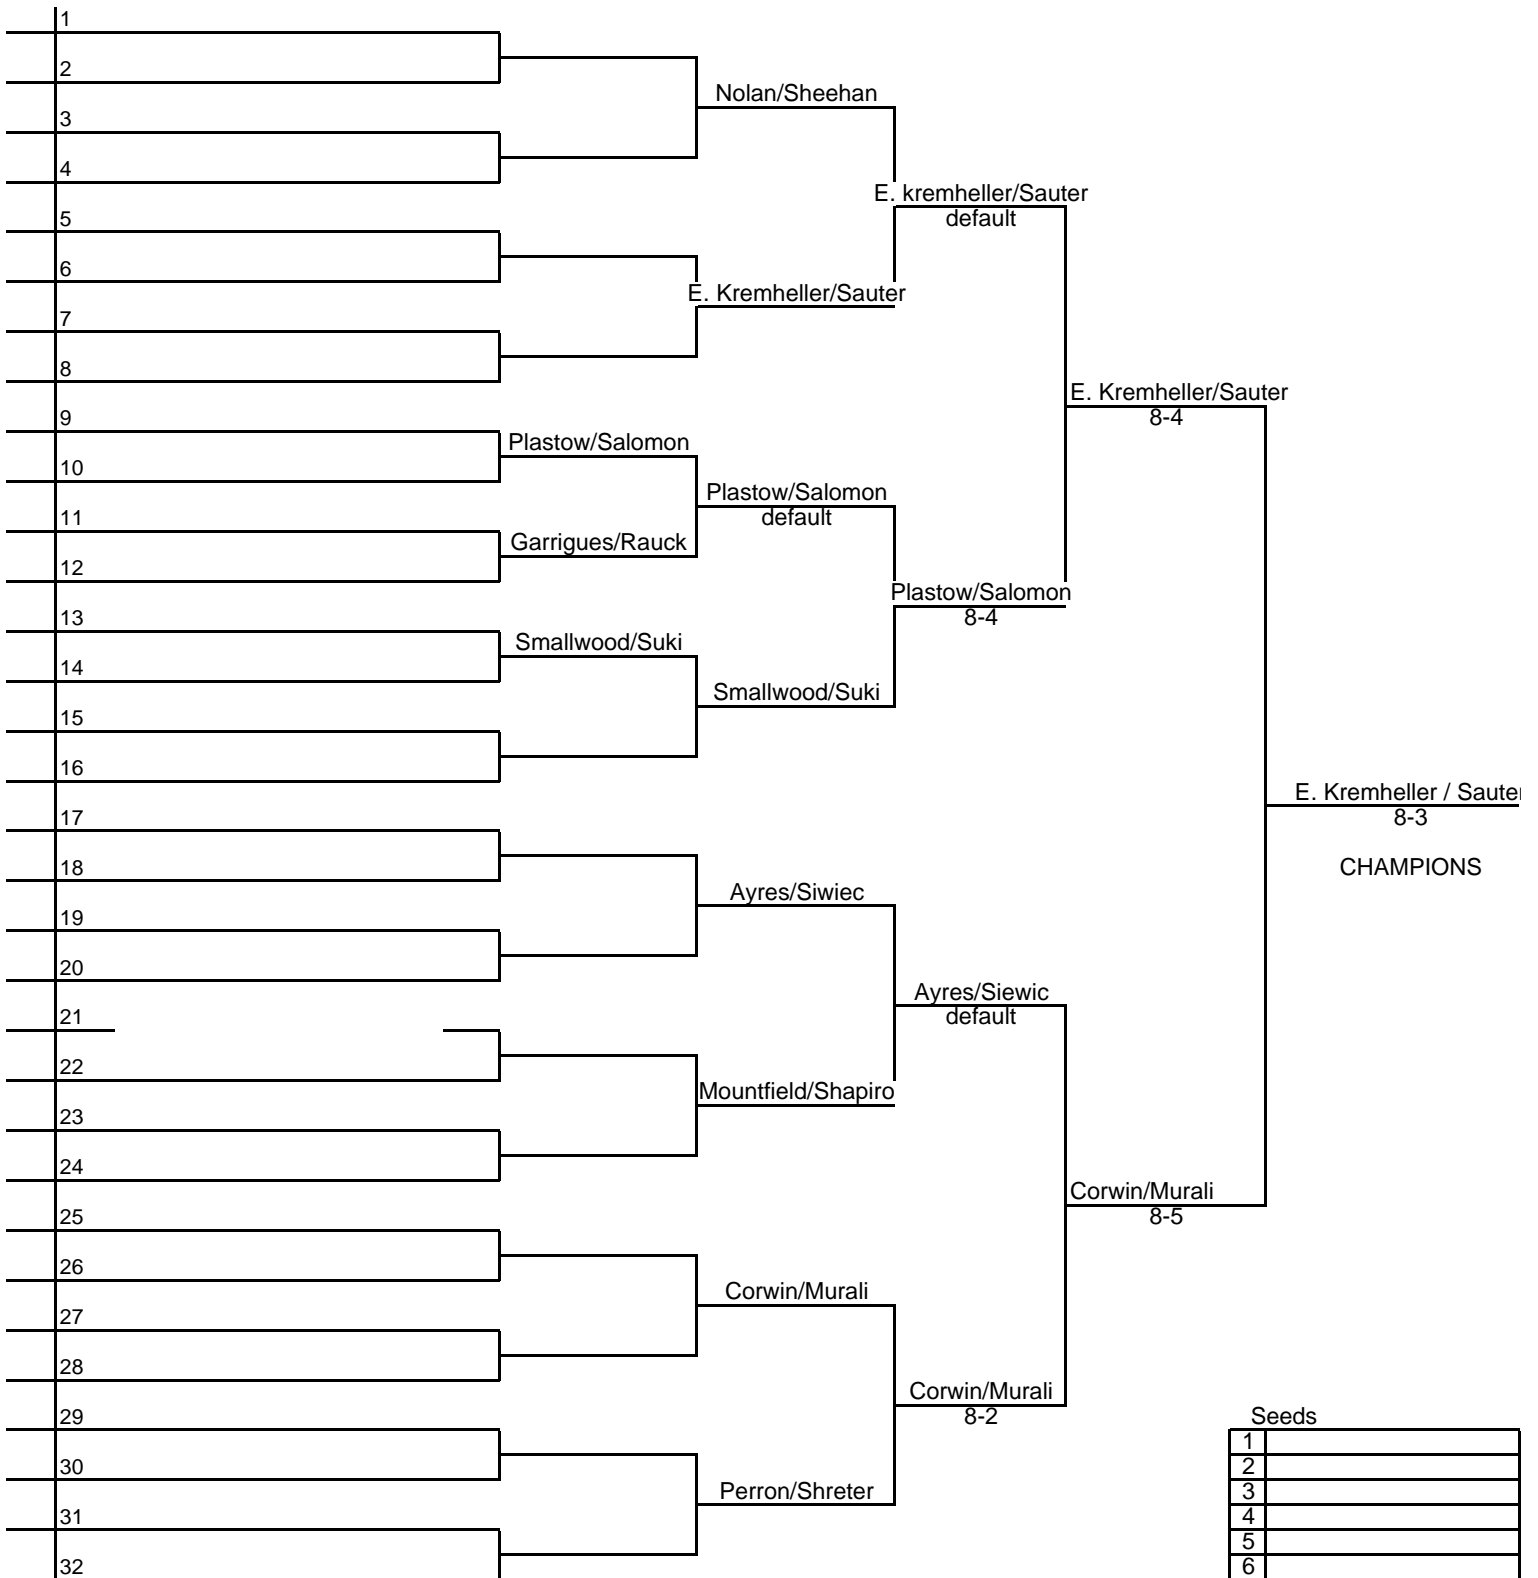 1
2
Nolan/Sheehan
3
4
E. kremheller/Sauter
default
5
6
E. Kremheller/Sauter
7
8
E. Kremheller/Sauter
8-4
9
Plastow/Salomon
10
Plastow/Salomon
default
11
Garrigues/Rauck
12
Plastow/Salomon
8-4
13
Smallwood/Suki
14
Smallwood/Suki
15
16
E. Kremheller / Sauter
8-3
CHAMPIONS
17
18
Ayres/Siwiec
19
20
Ayres/Siewic
default
21
22
Mountfield/Shapiro
23
24
Corwin/Murali
8-5
25
26
Corwin/Murali
27
28
Corwin/Murali
8-2
29
30
Perron/Shreter
31
32
Seeds
1
2
3
4
5
6